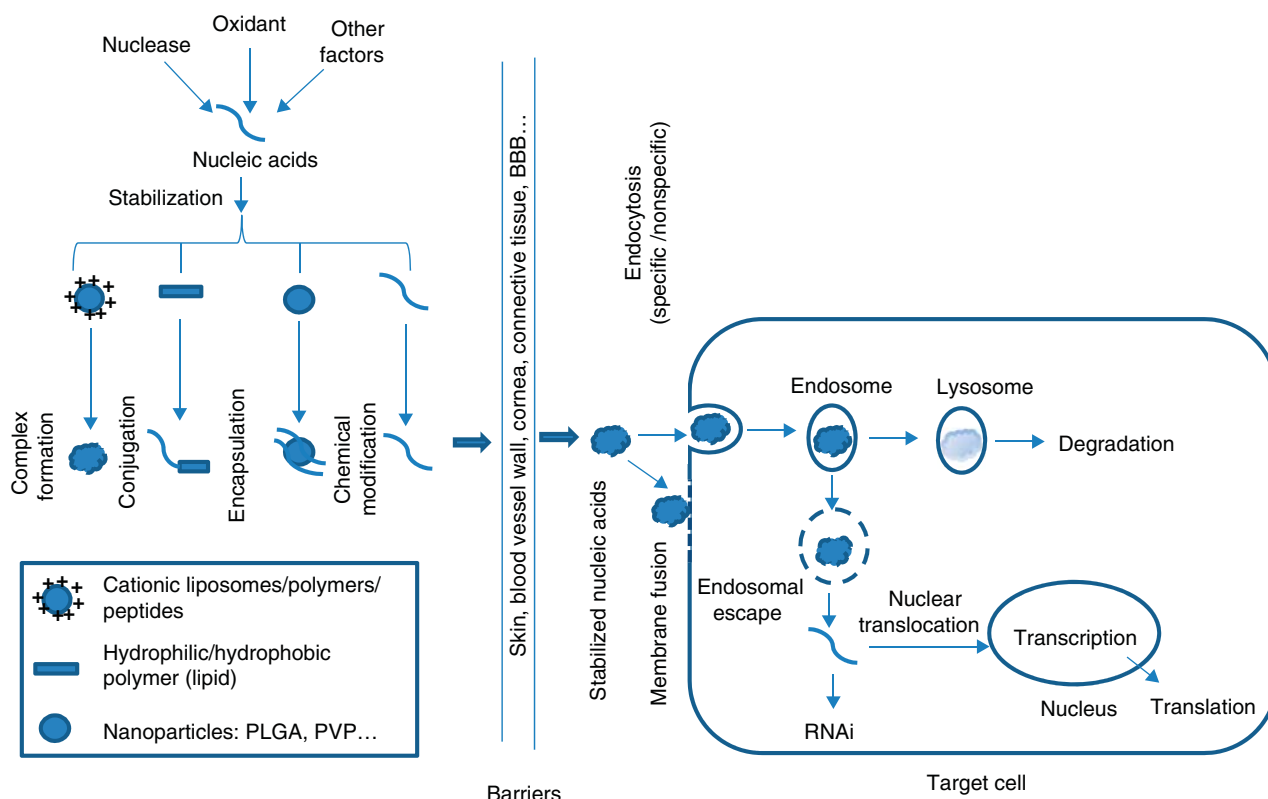 Nuclease
Oxidant
Other
factors
Nucleic acids
Stabilization
Complex
formation
Conjugation
Encapsulation
Chemical
modification
Cationic liposomes/polymers/
peptides
Hydrophilic/hydrophobic
polymer (lipid)
Nanoparticles: PLGA, PVP…
Skin, blood vessel wall, cornea, connective tissue, BBB…
Barriers
Endocytosis
(specific /nonspecific)
Stabilized nucleic acids
Membrane fusion
Endosome
Lysosome
Degradation
Endosomal
escape
Nuclear
translocation
Transcription
Nucleus
Translation
RNAi
Target cell